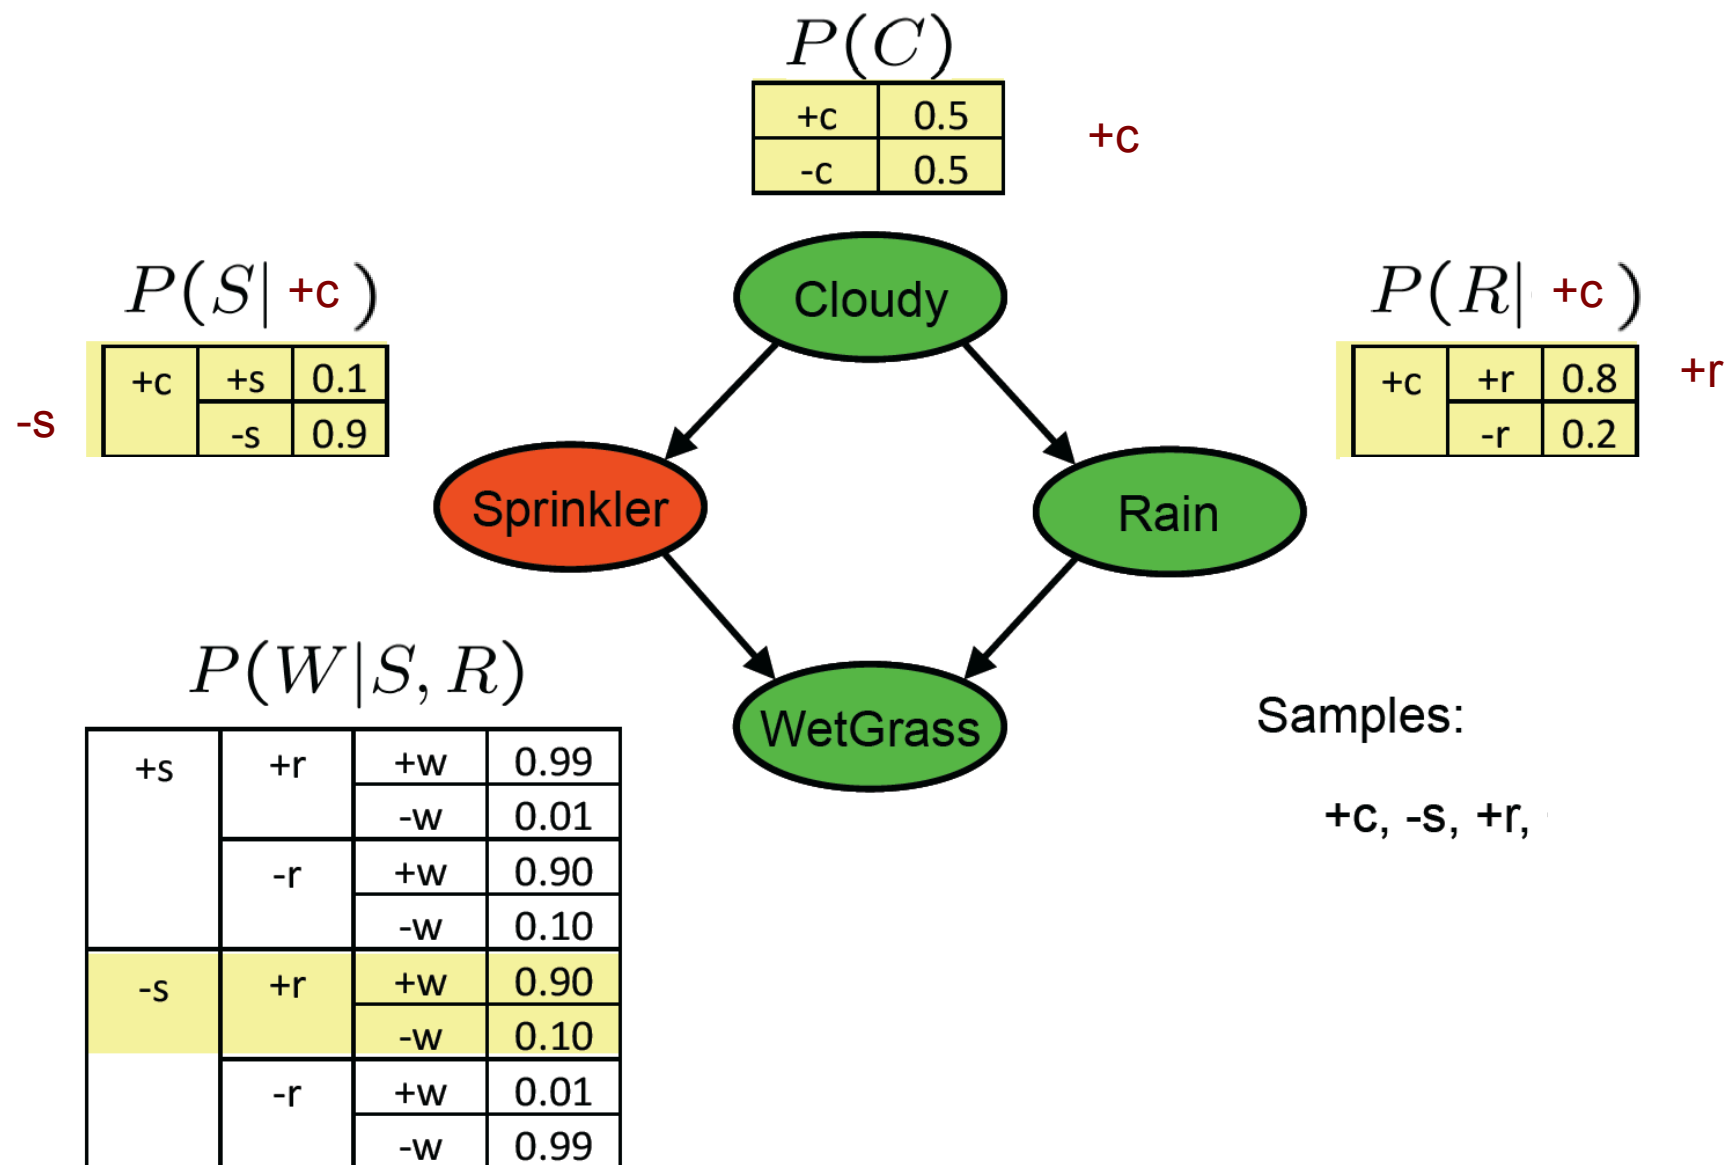 P(C)
+c 0.5
-c 0.5
+c
P(S| +c )
+c +s 0.1
-s 0.9
-s
Cloudy
P(R| +c )
+c +r 0.8
-r 0.2
+r
Sprinkler
Rain
WetGrass
P(W|S, R)
+s +r +w 0.99
-w 0.01
-r +w 0.90
-w 0.10
-s +r +w 0.90
-w 0.10
-r +w 0.01
-w 0.99
Samples:
+c, -s, +r,